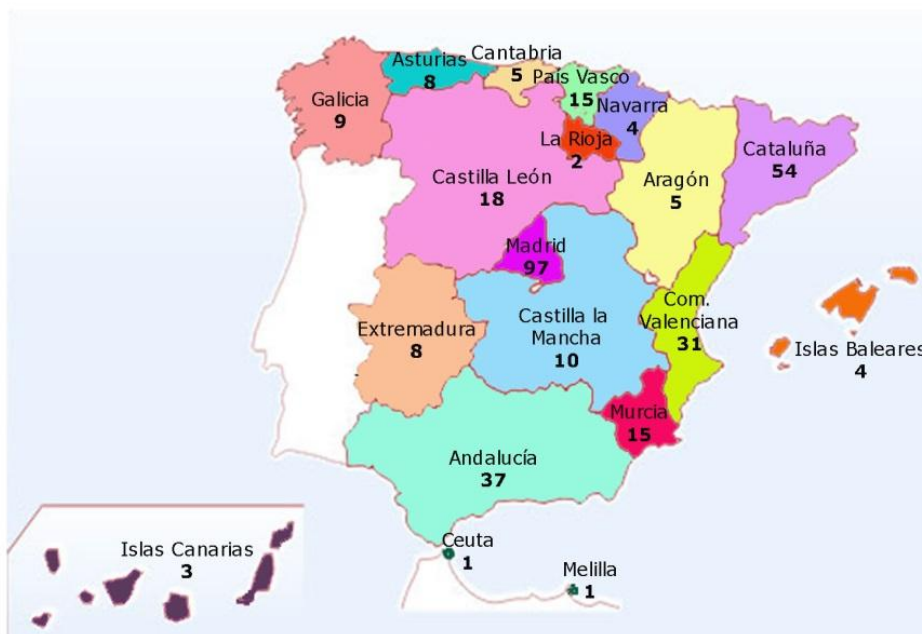 Cantabria
5
Asturias
8
País Vasco
15
Galicia
9
Navarra
4
La Rioja
2
Cataluña
54
Castilla León
18
Aragón
5
Madrid
97
Com.
Valenciana
31
Extremadura
8
Castilla la
Mancha
10
Islas Baleares
4
Murcia
15
Andalucía
37
Islas Canarias
3
Ceuta
1
Melilla
1